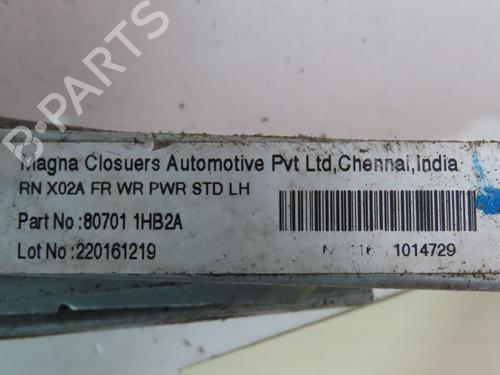 B-PARTS
Magna Closuers Automotive Pvt Ltd,Chennai,India
RN X02A FR WR PWR STD LH
Part No :80701 1HB2A
Lot No :220161219
1014729